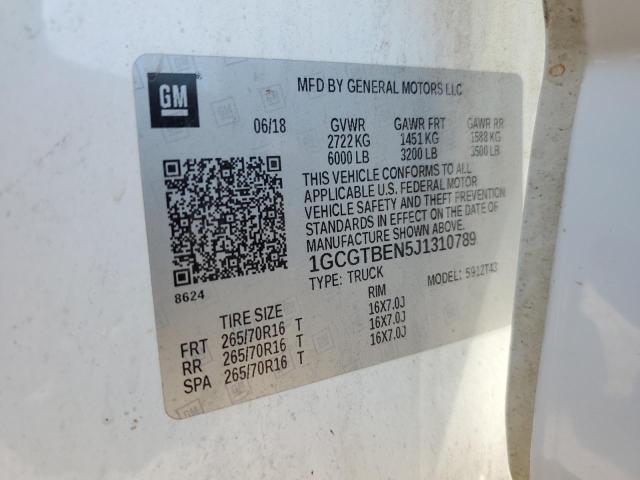 GM
MFD BY GENERAL MOTORS LLC
06/18 GVWR GAWR FRT GAWR RR
2722 KG 1451 KG 1588 KG
6000 LB 3200 LB 3500 LB
THIS VEHICLE CONFORMS TO ALL
APPLICABLE U.S. FEDERAL MOTOR
VEHICLE SAFETY AND THEFT PREVENTION
STANDARDS IN EFFECT ON THE DATE OF
MANUFACTURE SHOWN ABOVE.
1GCGTBEN5J1310789
8624 TYPE: TRUCK MODEL: 5912T43
TIRE SIZE RIM
FRT 265/70R16 T 16X7.0J
RR 265/70R16 T 16X7.0J
SPA 265/70R16 T 16X7.0J